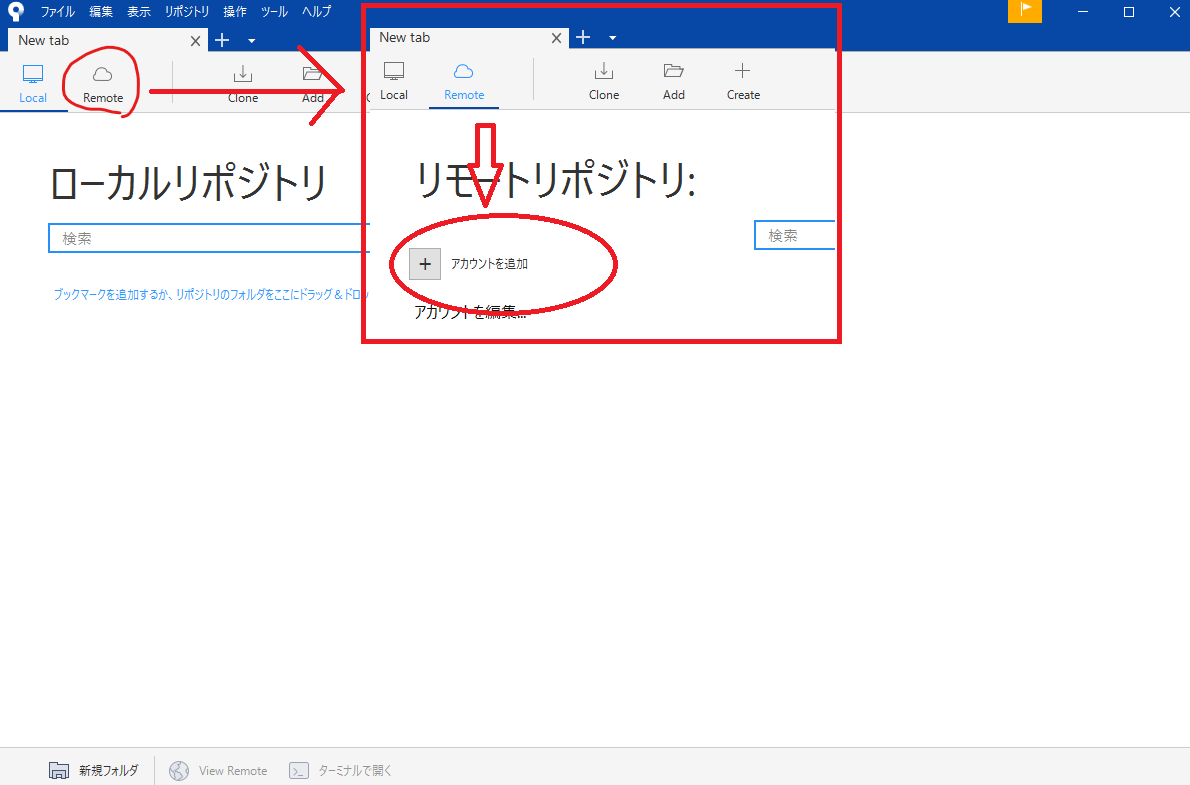 ファイル 編集 表示 リポジトリ 操作 ツール ヘルプ
New tab
Local Remote Clone Add
ローカルリポジトリ
検索
ブックマークを追加するか、リポジトリのフォルダをここにドラッグ＆ドロッ
New tab
Local Remote Clone Add Create
リモートリポジトリ:
検索
アカウントを追加
アカウントを編集...
新規フォルダ View Remote ターミナルで開く